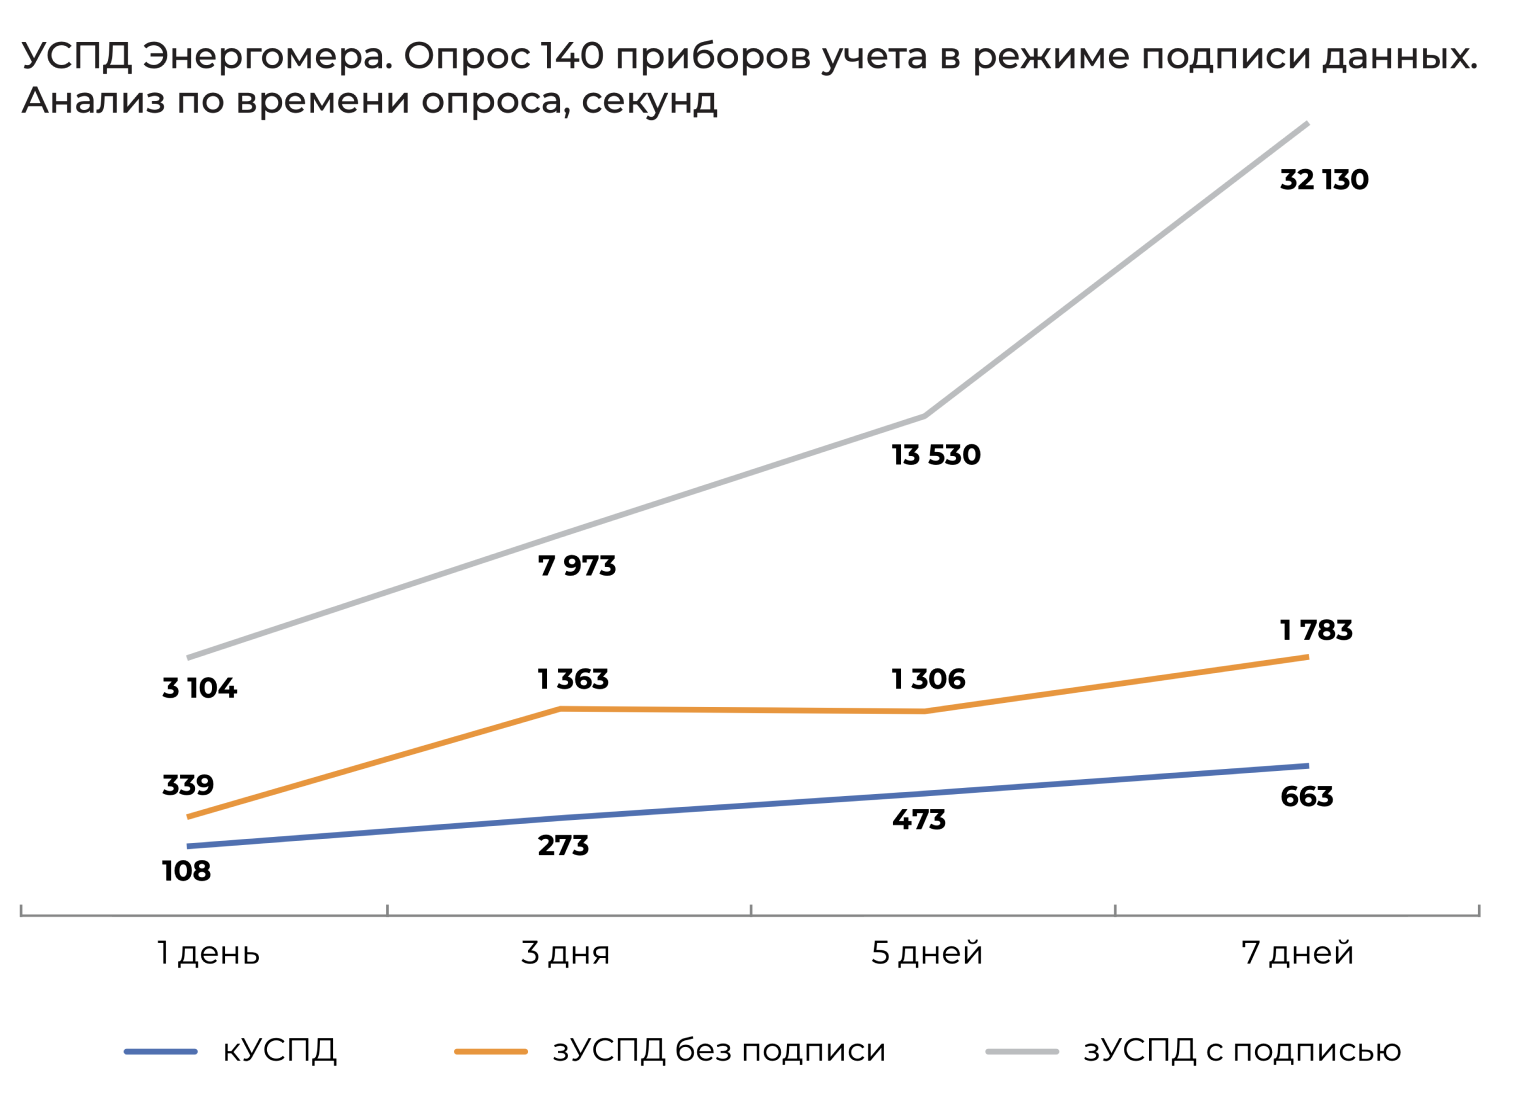 УСПД Энергомера. Опрос 140 приборов учета в режиме подписи данных.
Анализ по времени опроса, секунд
32 130
13 530
7 973
1 783
3 104
1 363
1 306
339
663
473
273
108
1 день
3 дня
5 дней
7 дней
кУСПД
зУСПД без подписи
зУСПД с подписью